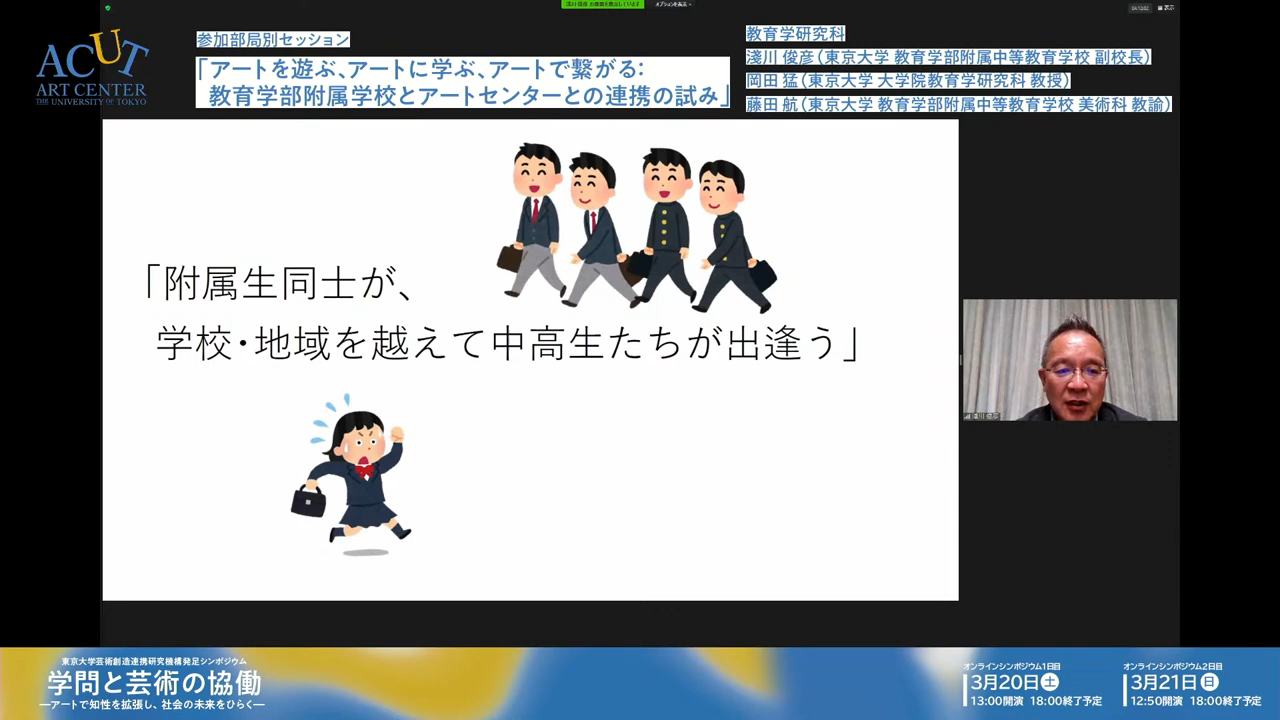 ACUT
ART CENTER
THE UNIVERSITY OF TOKYO
参加部局別セッション
「アートを遊ぶ、アートに学ぶ、アートで繋がる：
教育学部附属学校とアートセンターとの連携の試み」
教育学研究科
淺川 俊彦（東京大学 教育学部附属中等教育学校 副校長）
岡田 猛（東京大学 大学院教育学研究科 教授）
藤田 航（東京大学 教育学部附属中等教育学校 美術科 教諭）
オプションを表示
表示
「附属生同士が、
学校・地域を越えて中高生たちが出逢う」
東京大学芸術創造連携研究機構発足シンポジウム
学問と芸術の協働
―アートで知性を拡張し、社会の未来をひらく―
オンラインシンポジウム1日目
3月20日土
13:00開演 18:00終了予定
オンラインシンポジウム2日目
3月21日日
12:50開演 18:00終了予定